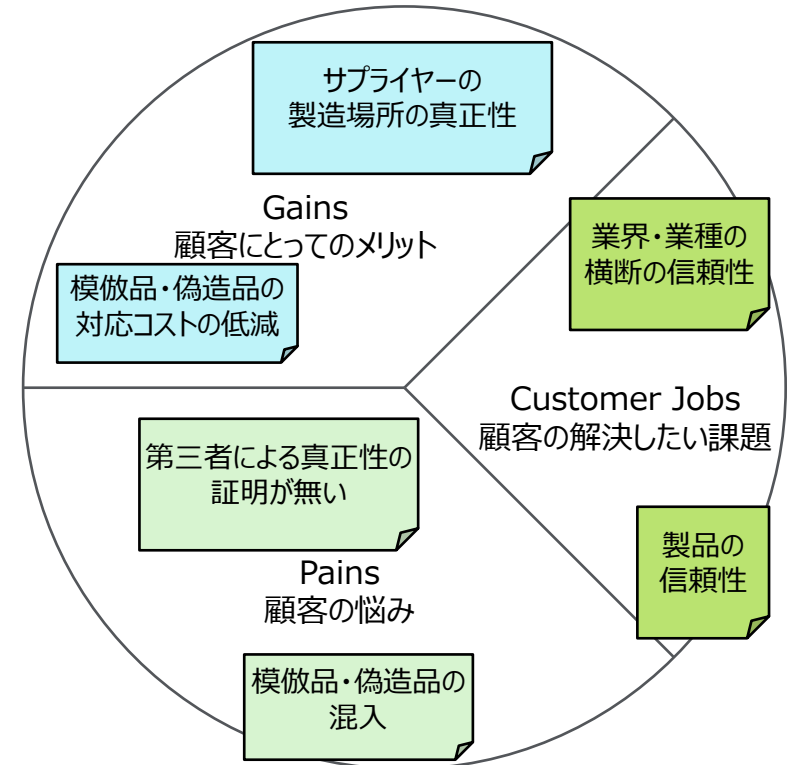 サプライヤーの
製造場所の真正性
Gains
顧客にとってのメリット
模倣品・偽造品の
対応コストの低減
業界・業種の
横断の信頼性
Customer Jobs
顧客の解決したい課題
製品の
信頼性
第三者による真正性の
証明が無い
Pains
顧客の悩み
模倣品・偽造品の
混入